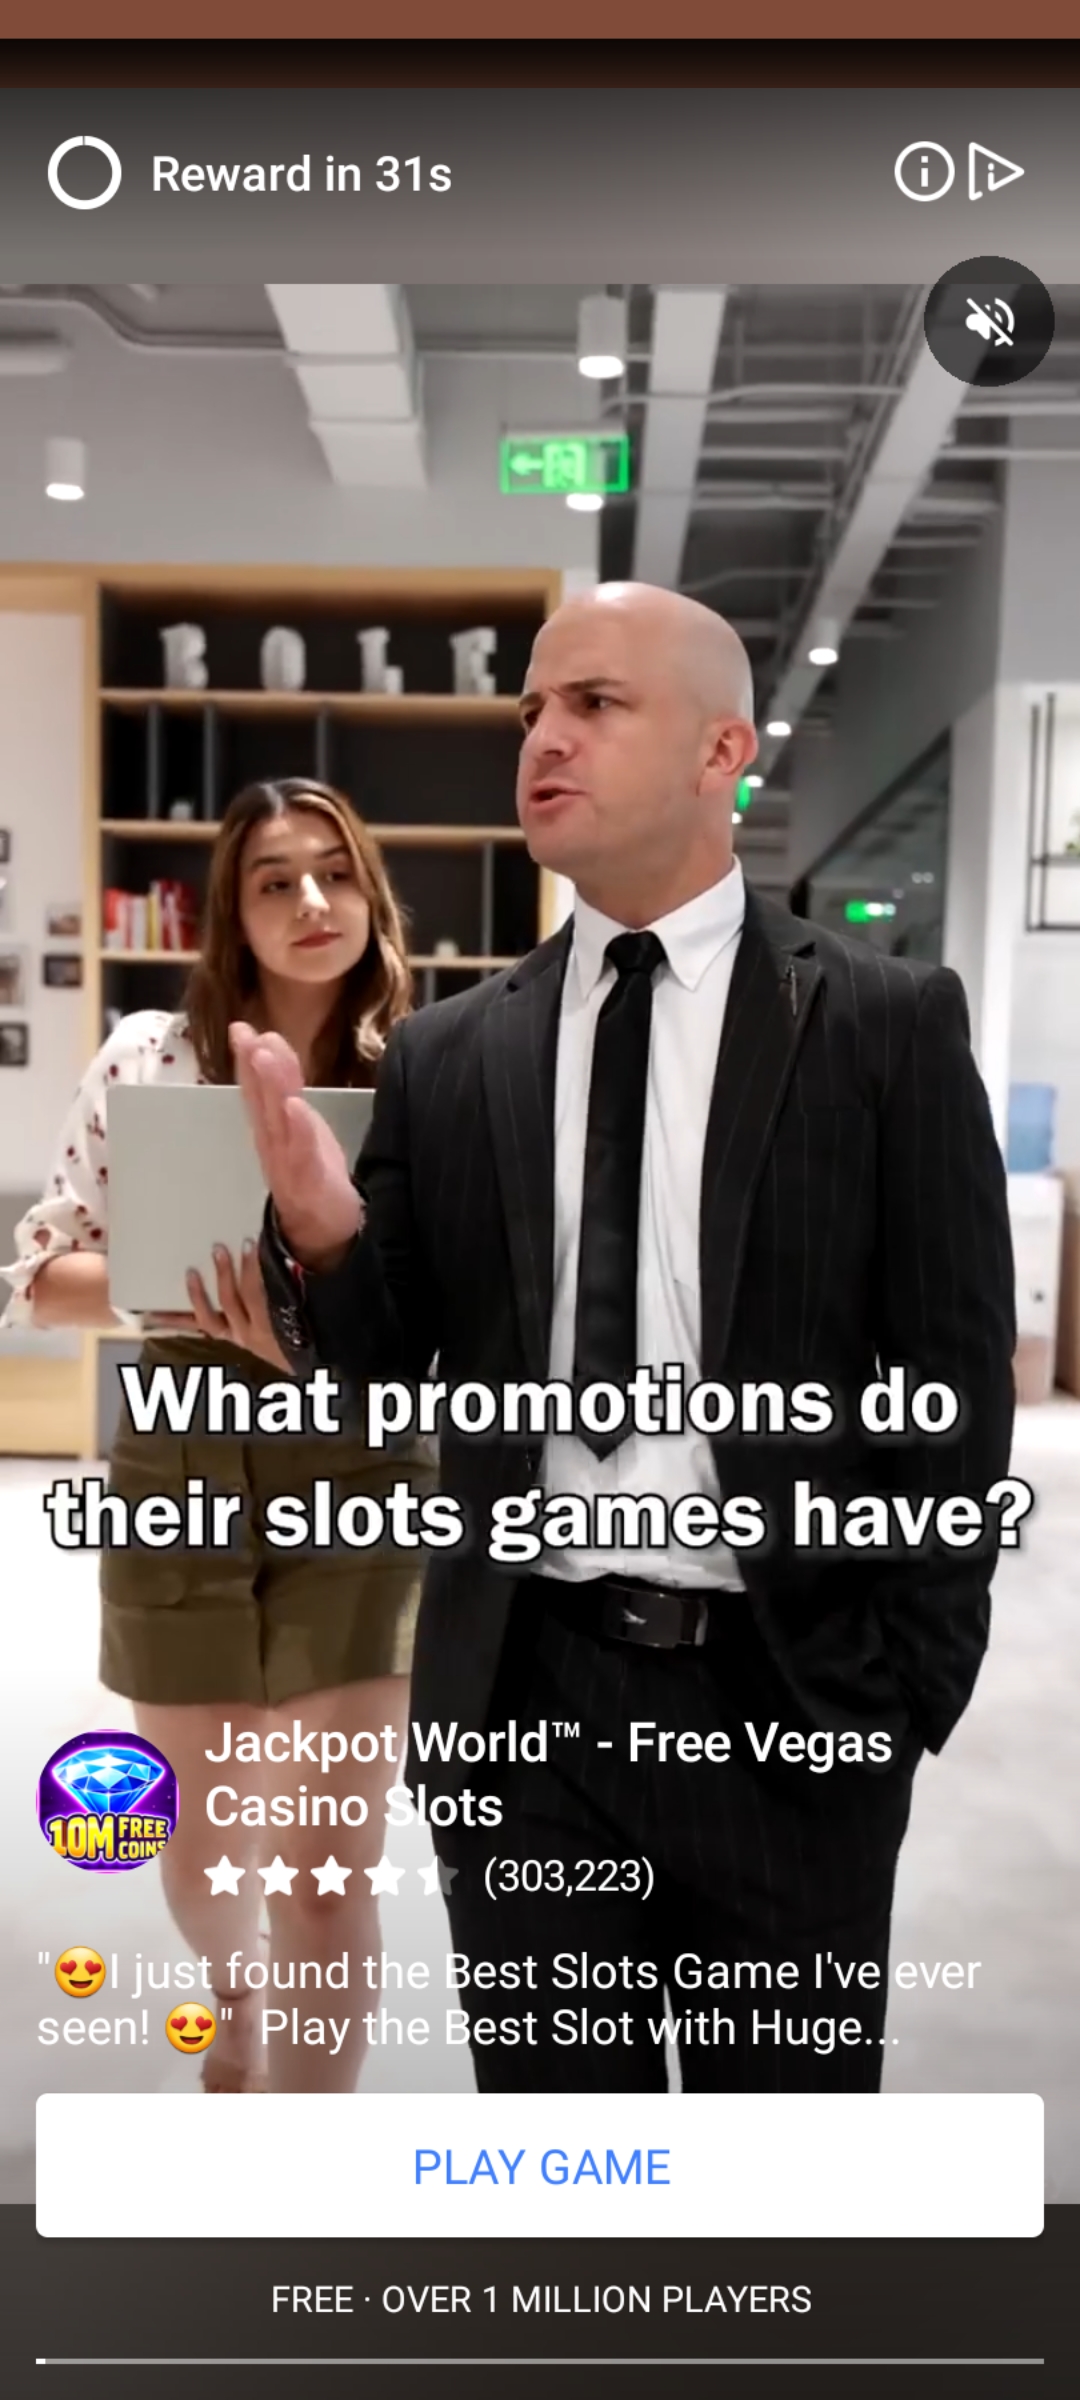 Reward in 31s
BOLE
What promotions do
their slots games have?
Jackpot World™ - Free Vegas
Casino Slots
10M FREE
COINS
(303,223)
"😍I just found the Best Slots Game I've ever
seen! 😍"  Play the Best Slot with Huge...
PLAY GAME
FREE · OVER 1 MILLION PLAYERS